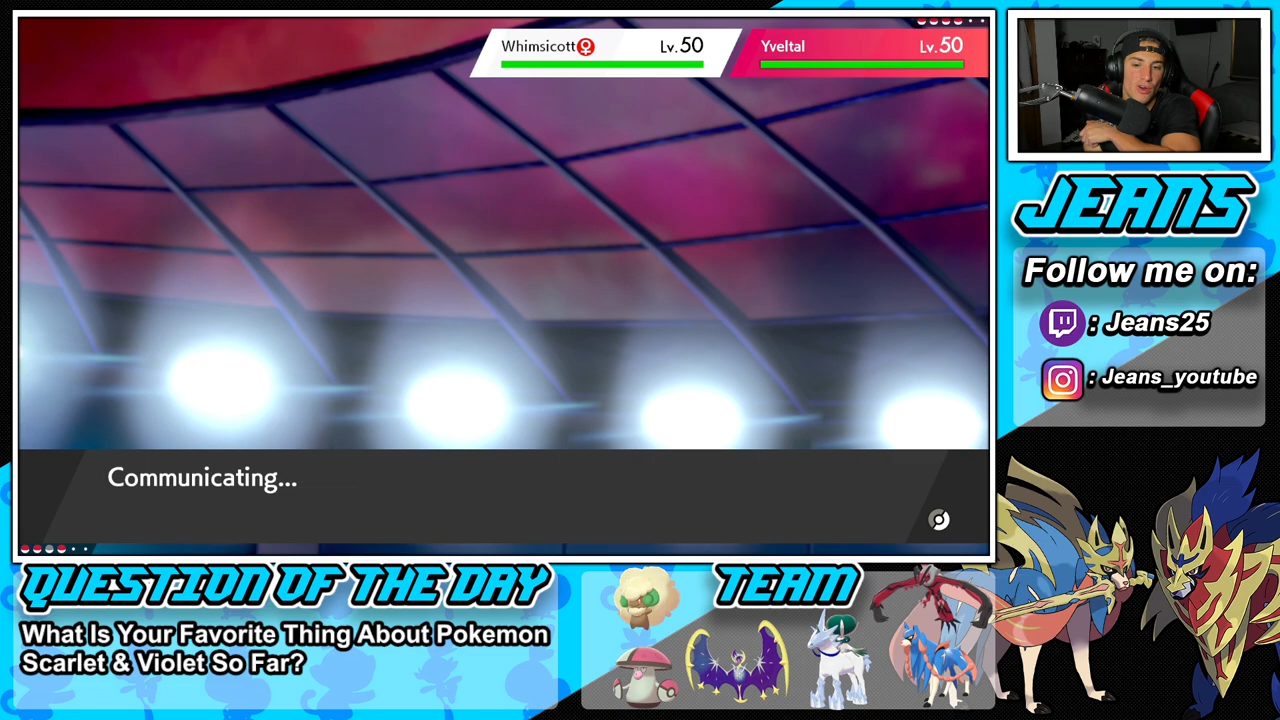 Whimsicott♀ Lv.50
Yveltal Lv.50
Communicating...
JEANS
Follow me on:
: Jeans25
: Jeans_youtube
QUESTION OF THE DAY
What Is Your Favorite Thing About Pokemon
Scarlet & Violet So Far?
TEAM